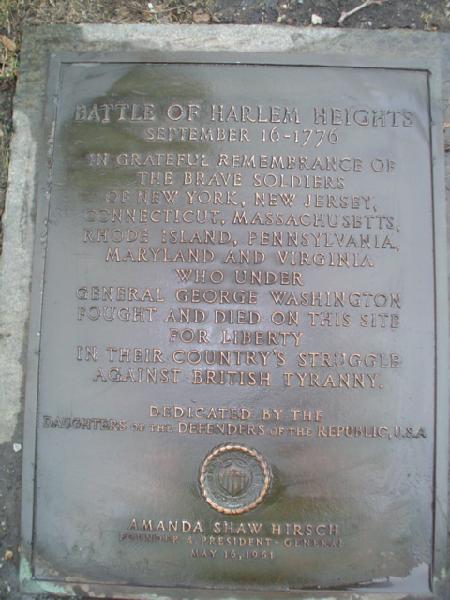 BATTLE OF HARLEM HEIGHTS
SEPTEMBER 16-1776
IN GRATEFUL REMEMBRANCE OF
THE BRAVE SOLDIERS
OF NEW YORK, NEW JERSEY,
CONNECTICUT, MASSACHUSETTS,
RHODE ISLAND, PENNSYLVANIA,
MARYLAND AND VIRGINIA
WHO UNDER
GENERAL GEORGE WASHINGTON
FOUGHT AND DIED ON THIS SITE
FOR LIBERTY
IN THEIR COUNTRY'S STRUGGLE
AGAINST BRITISH TYRANNY.
DEDICATED BY THE
DAUGHTERS OF THE DEFENDERS OF THE REPUBLIC, U.S.A
AMANDA SHAW HIRSCH
FOUNDER & PRESIDENT-GENERAL
MAY 16, 1961